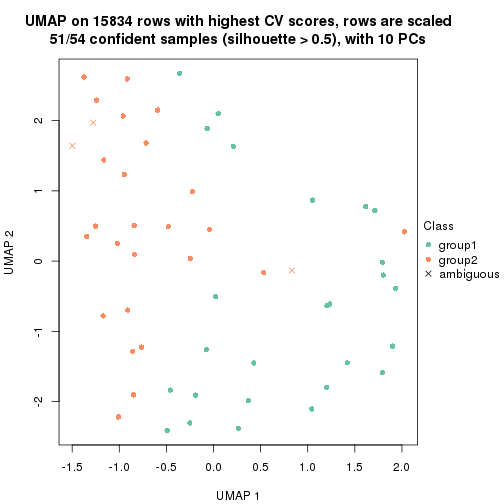 UMAP on 15834 rows with highest CV scores, rows are scaled
51/54 confident samples (silhouette > 0.5), with 10 PCs
2
1
0
-1
-2
UMAP 2
-1.5 -1.0 -0.5 0.0 0.5 1.0 1.5 2.0
UMAP 1
Class
group1
group2
ambiguous